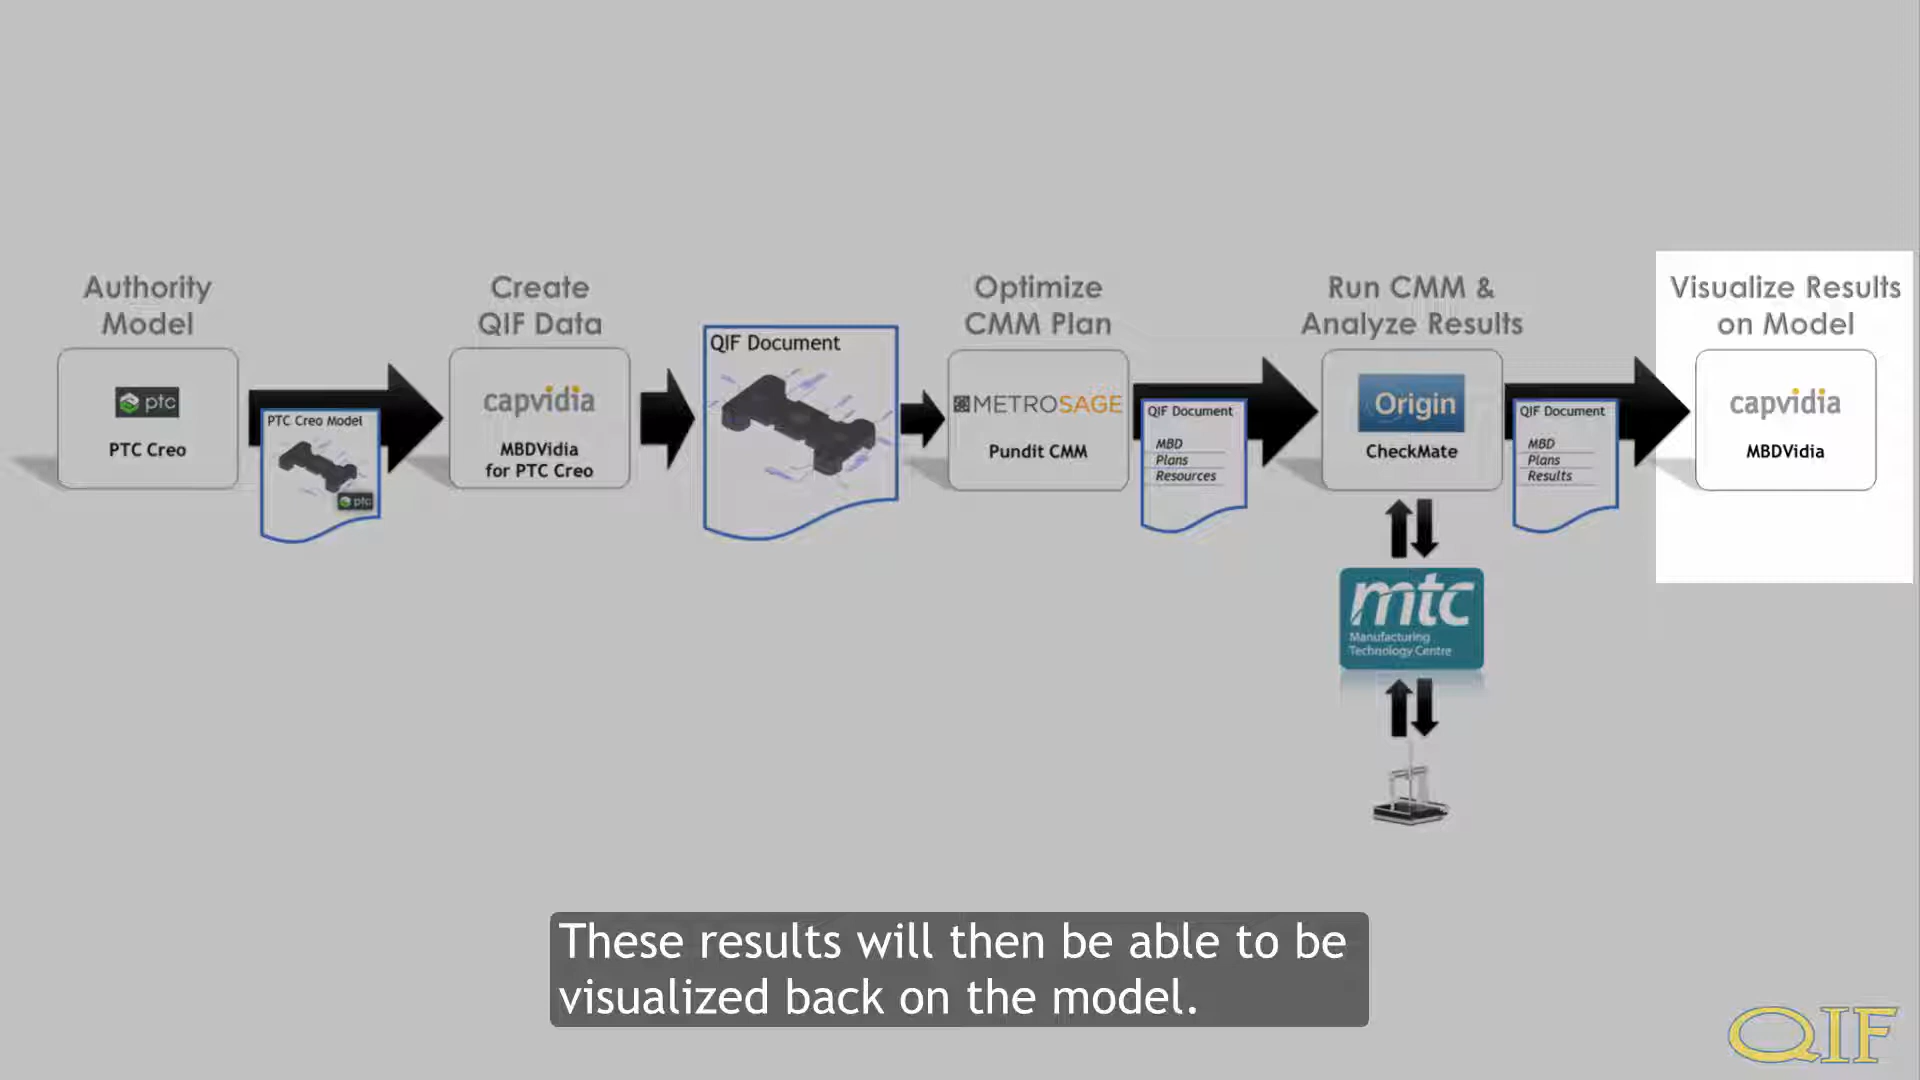 Authority
Model
ptc
PTC Creo
PTC Creo Model
ptc
Create
QIF Data
capvidia
MBDVidia
for PTC Creo
QIF Document
Optimize
CMM Plan
METROSAGE
Pundit CMM
QIF Document
MBD
Plans
Resources
Run CMM &
Analyze Results
Origin
CheckMate
QIF Document
MBD
Plans
Results
Visualize Results
on Model
capvidia
MBDVidia
mtc
Manufacturing
Technology Centre
These results will then be able to be
visualized back on the model.
QIF